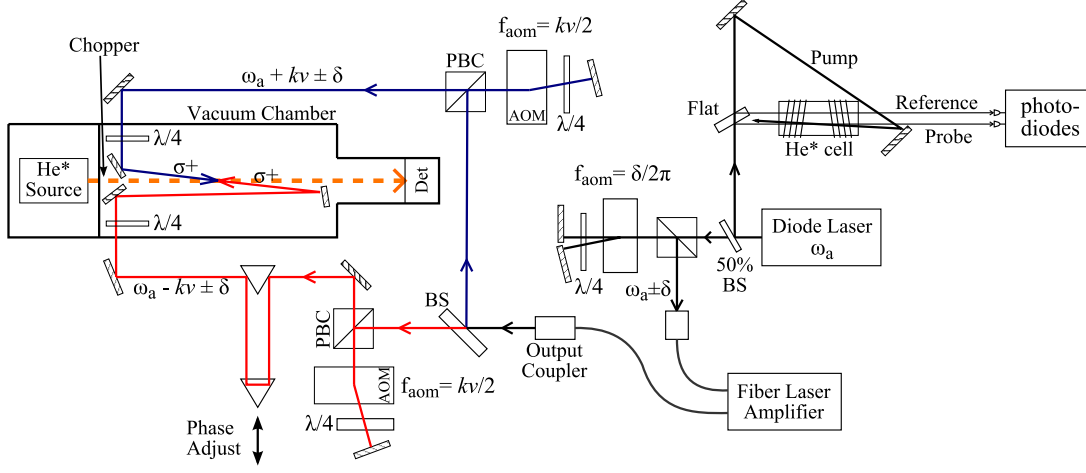 Chopper
f_aom = kv/2
PBC
AOM
λ/4
ω_a + kv ± δ
Vacuum Chamber
λ/4
He*
Source
σ+
σ+
Det
λ/4
ω_a - kv ± δ
Phase
Adjust
PBC
AOM
f_aom = kv/2
λ/4
BS
Output
Coupler
f_aom = δ/2π
λ/4
ω_a±δ
50%
BS
Diode Laser
ω_a
Fiber Laser
Amplifier
Pump
Flat
He* cell
Reference
Probe
photo-
diodes